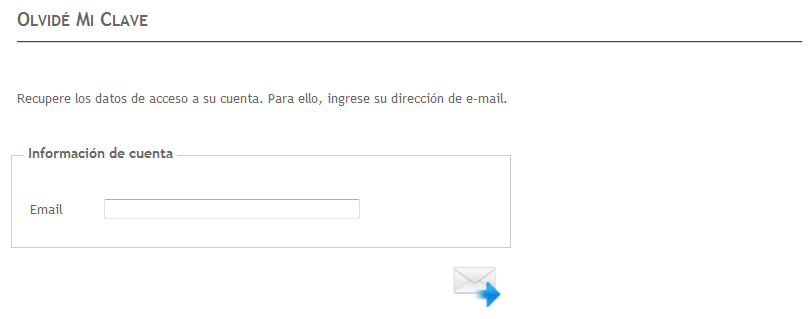 Olvidé Mi Clave
Recupere los datos de acceso a su cuenta. Para ello, ingrese su dirección de e-mail.
Información de cuenta
Email